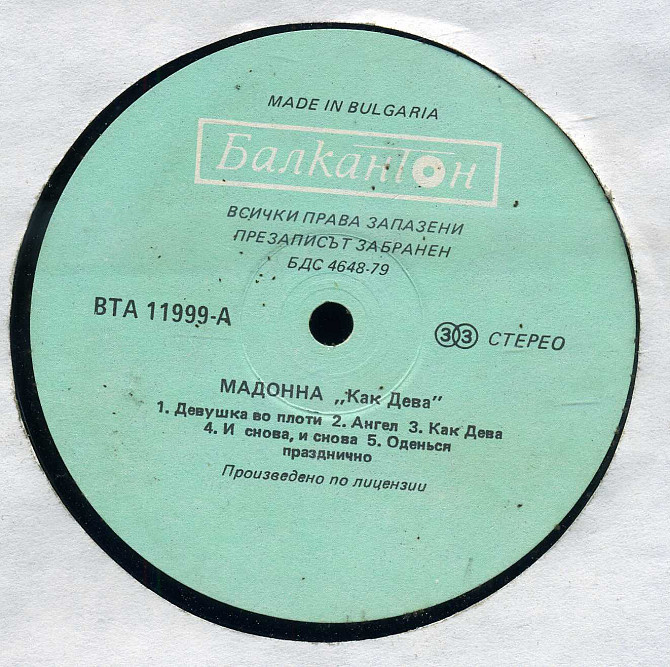 MADE IN BULGARIA
Балкантон
ВСИЧКИ ПРАВА ЗАПАЗЕНИ
ПРЕЗАПИСЪТ ЗАБРАНЕН
БДС 4648-79
ВТА 11999-А
33 СТЕРЕО
МАДОННА „Как Дева”
1. Девушка во плоти 2. Ангел 3. Как Дева
4. И снова, и снова 5. Оденься
празднично
Произведено по лицензии